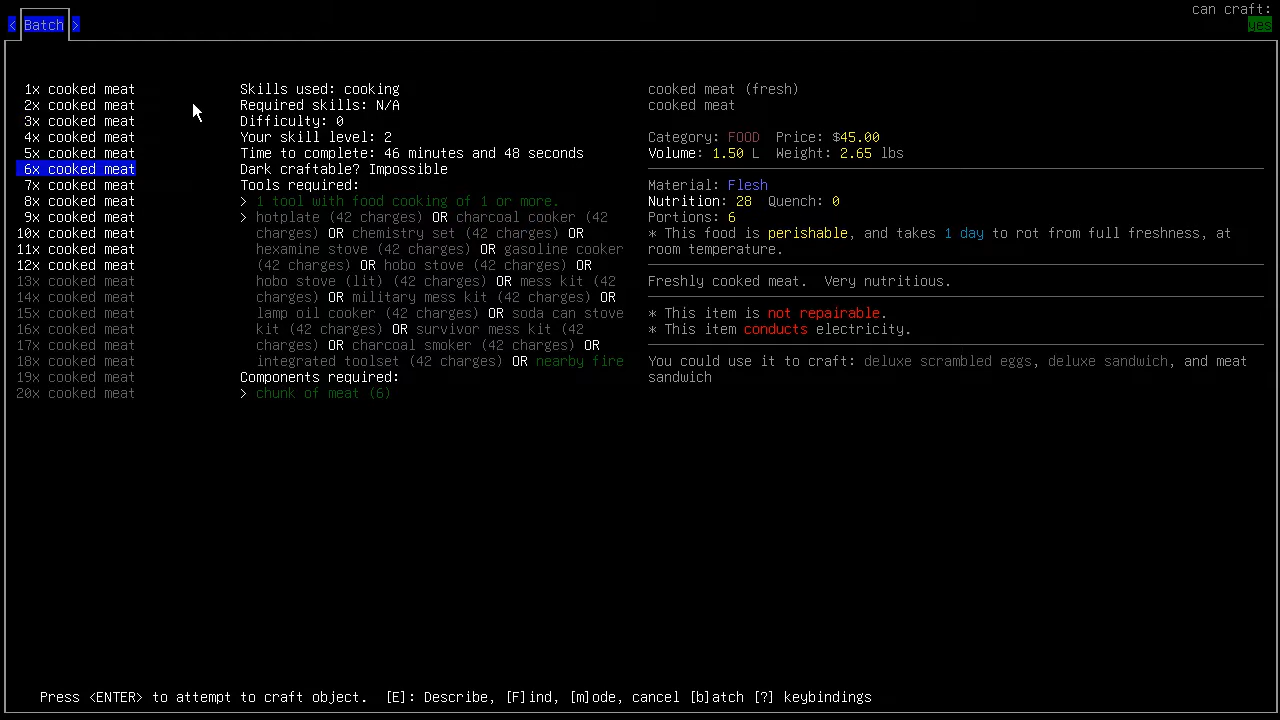 can craft:
< Batch >
yes
1x cooked meat
2x cooked meat
3x cooked meat
4x cooked meat
5x cooked meat
6x cooked meat
7x cooked meat
8x cooked meat
9x cooked meat
10x cooked meat
11x cooked meat
12x cooked meat
13x cooked meat
14x cooked meat
15x cooked meat
16x cooked meat
17x cooked meat
18x cooked meat
19x cooked meat
20x cooked meat
Skills used: cooking
Required skills: N/A
Difficulty: 0
Your skill level: 2
Time to complete: 46 minutes and 48 seconds
Dark craftable? Impossible
Tools required:
> 1 tool with food cooking of 1 or more.
> hotplate (42 charges) OR charcoal cooker (42
charges) OR chemistry set (42 charges) OR
hexamine stove (42 charges) OR gasoline cooker
(42 charges) OR hobo stove (42 charges) OR
hobo stove (lit) (42 charges) OR mess kit (42
charges) OR military mess kit (42 charges) OR
lamp oil cooker (42 charges) OR soda can stove
kit (42 charges) OR survivor mess kit (42
charges) OR charcoal smoker (42 charges) OR
integrated toolset (42 charges) OR nearby fire
Components required:
> chunk of meat (6)
cooked meat (fresh)
cooked meat
Category: FOOD Price: $45.00
Volume: 1.50 L Weight: 2.65 lbs
Material: Flesh
Nutrition: 28 Quench: 0
Portions: 6
* This food is perishable, and takes 1 day to rot from full freshness, at
room temperature.
Freshly cooked meat. Very nutritious.
* This item is not repairable.
* This item conducts electricity.
You could use it to craft: deluxe scrambled eggs, deluxe sandwich, and meat
sandwich
Press <ENTER> to attempt to craft object. [E]: Describe, [F]ind, [m]ode, cancel [b]atch [?] keybindings